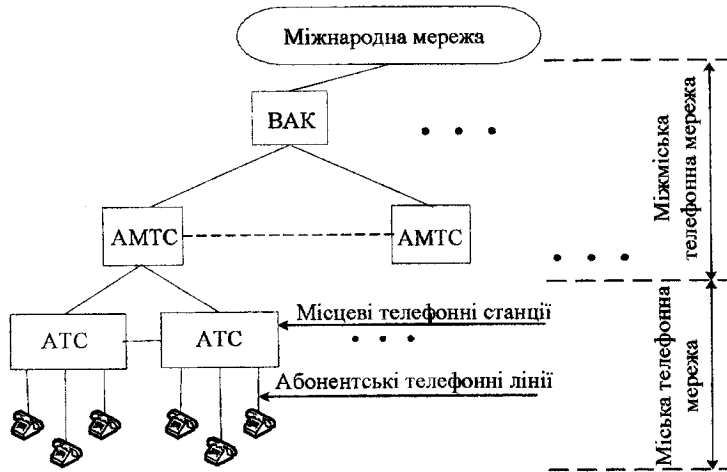 Міжнародна мережа
ВАК
АМТС
АМТС
Міжміська
телефонна мережа
Місцеві телефонні станції
АТС
АТС
Абонентські телефонні лінії
Міська телефонна
мережа